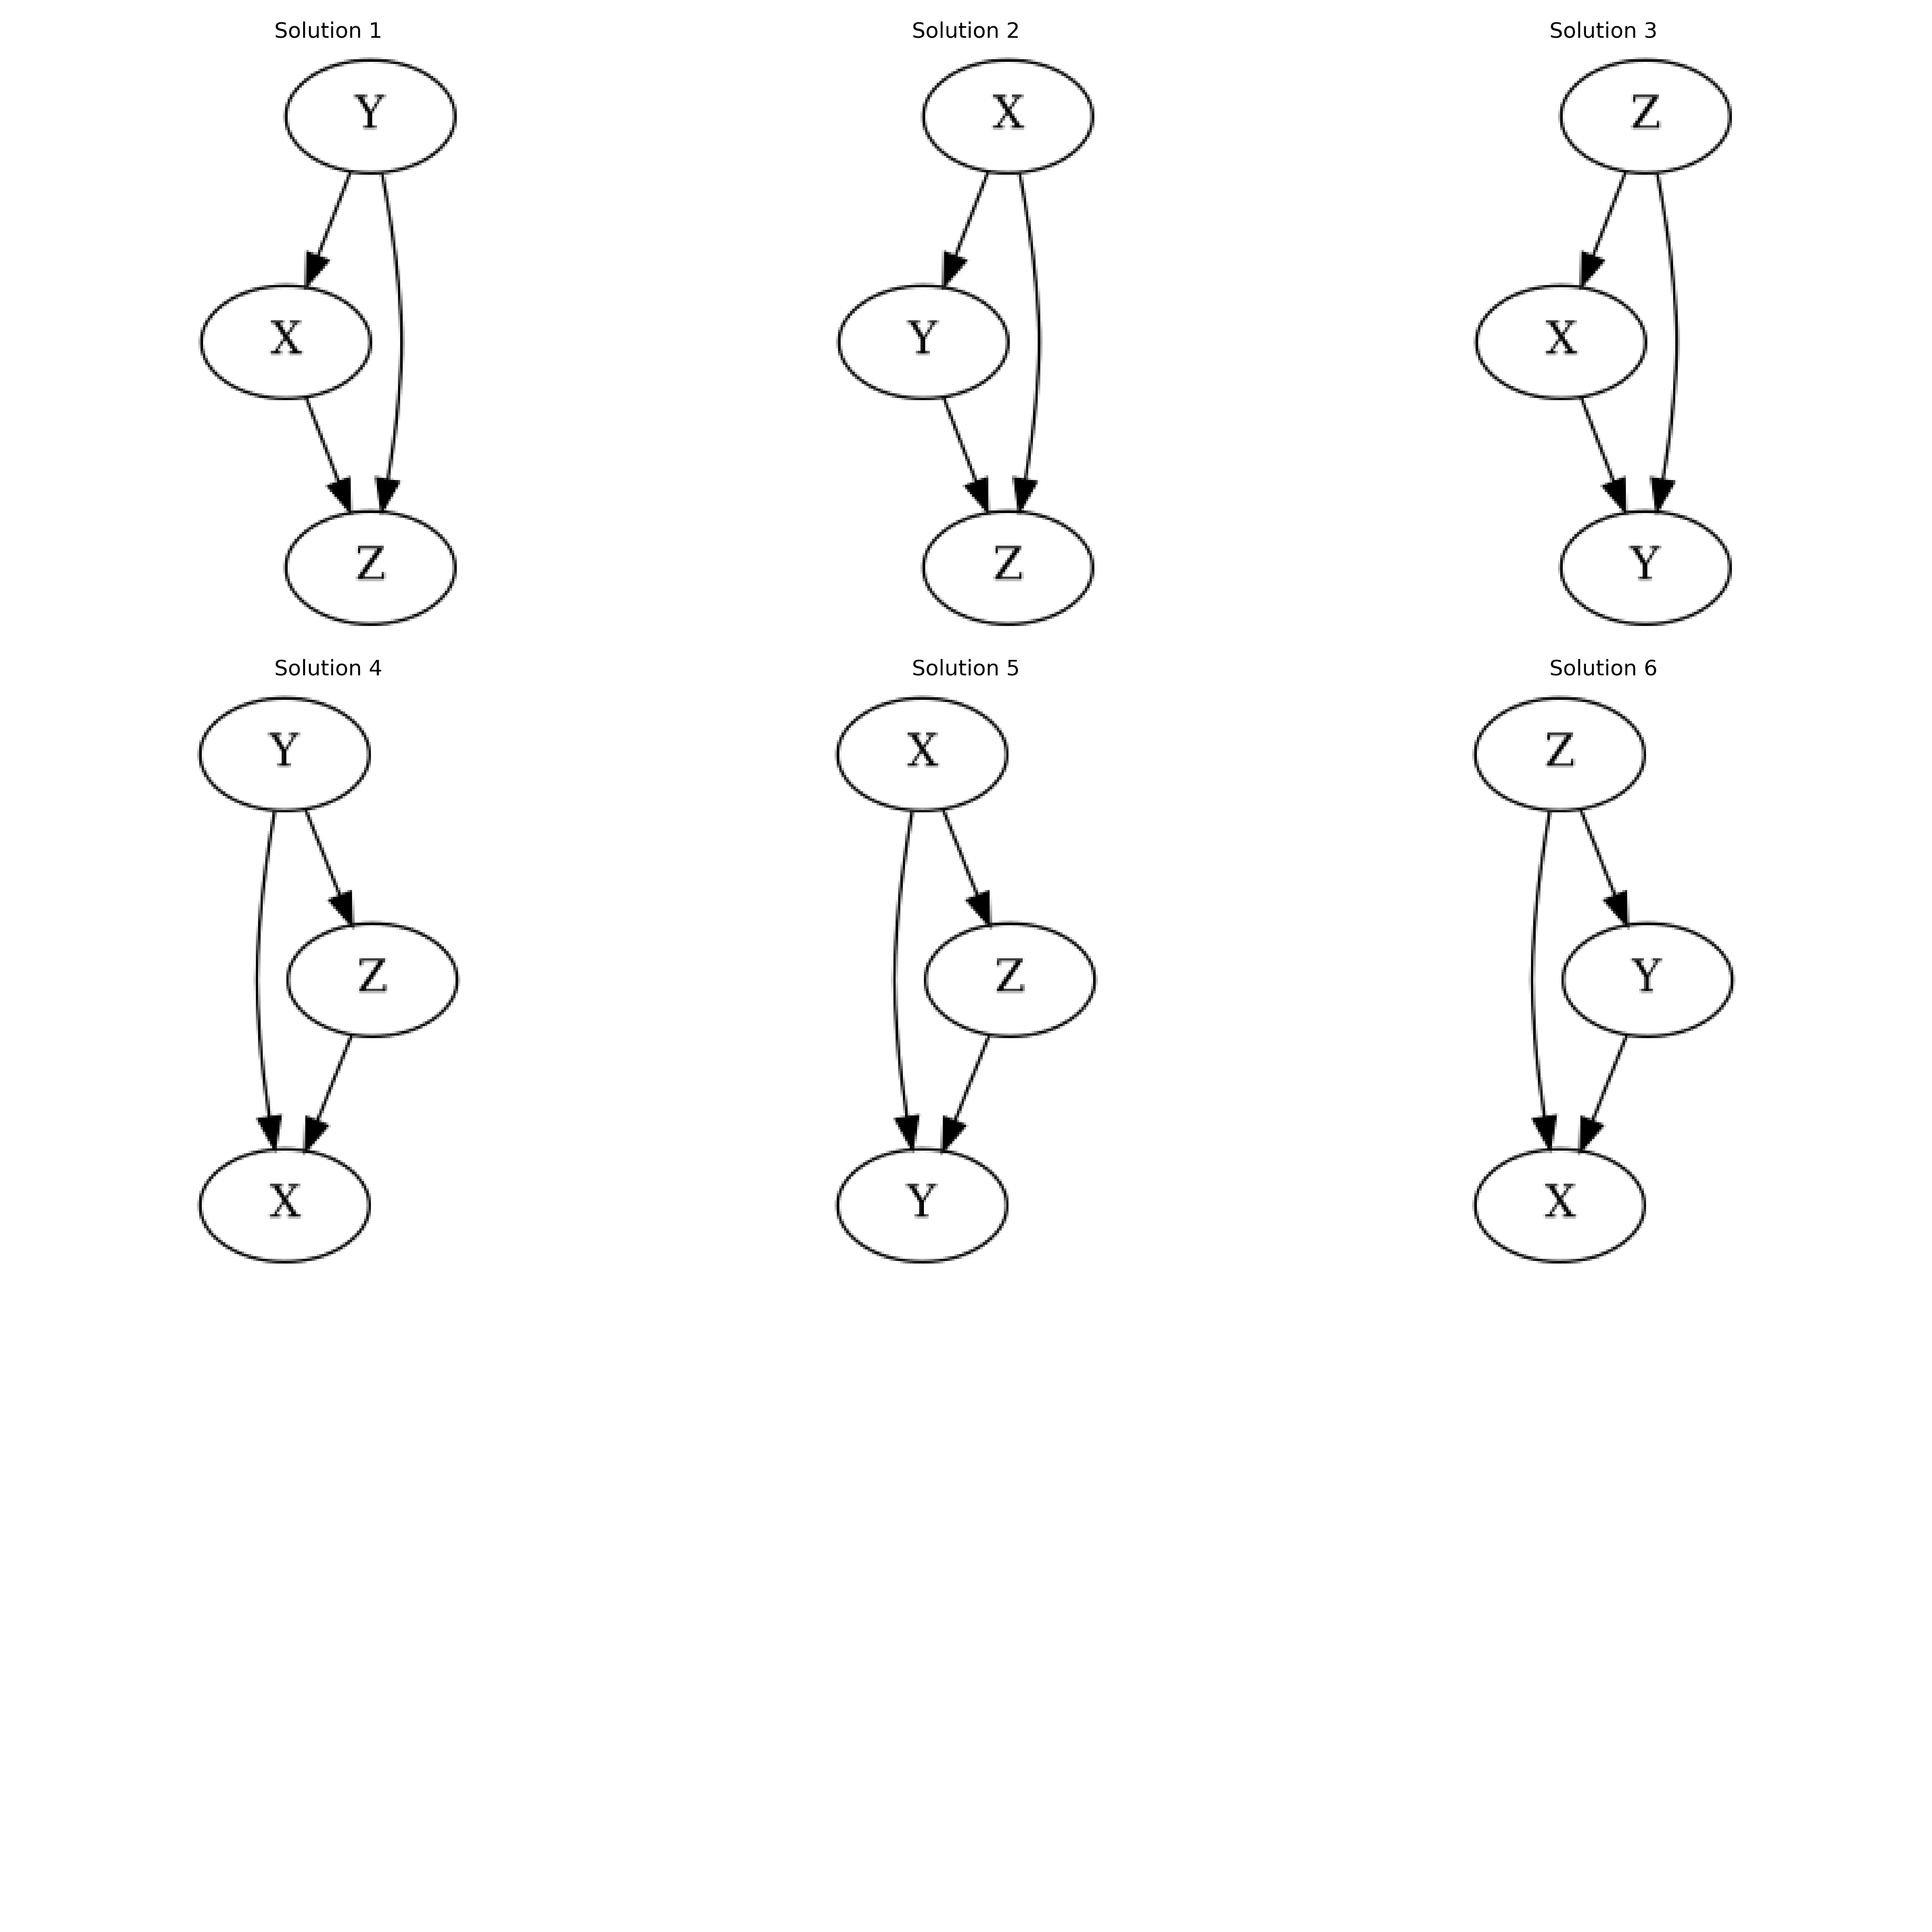 Solution 1 Solution 2 Solution 3
Y X Z
X Y X
Z Z Y
Solution 4 Solution 5 Solution 6
Y X Z
Z Z Y
X Y X